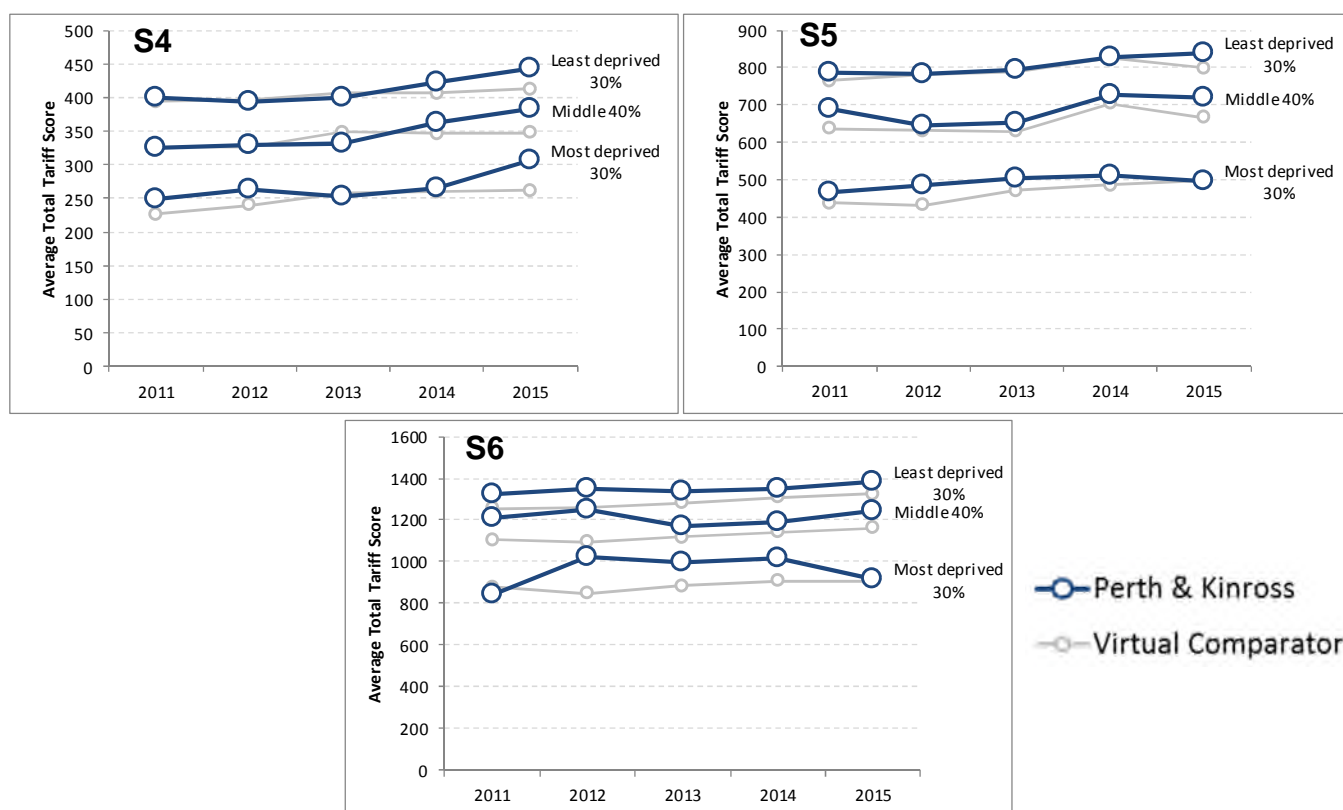 S4
Average Total Tariff Score
500
450
400
350
300
250
200
150
100
50
0
2011 2012 2013 2014 2015
Least deprived
30%
Middle 40%
Most deprived
30%
S5
Average Total Tariff Score
900
800
700
600
500
400
300
200
100
0
2011 2012 2013 2014 2015
Least deprived
30%
Middle 40%
Most deprived
30%
S6
Average Total Tariff Score
1600
1400
1200
1000
800
600
400
200
0
2011 2012 2013 2014 2015
Least deprived
30%
Middle 40%
Most deprived
30%
Perth & Kinross
Virtual Comparator